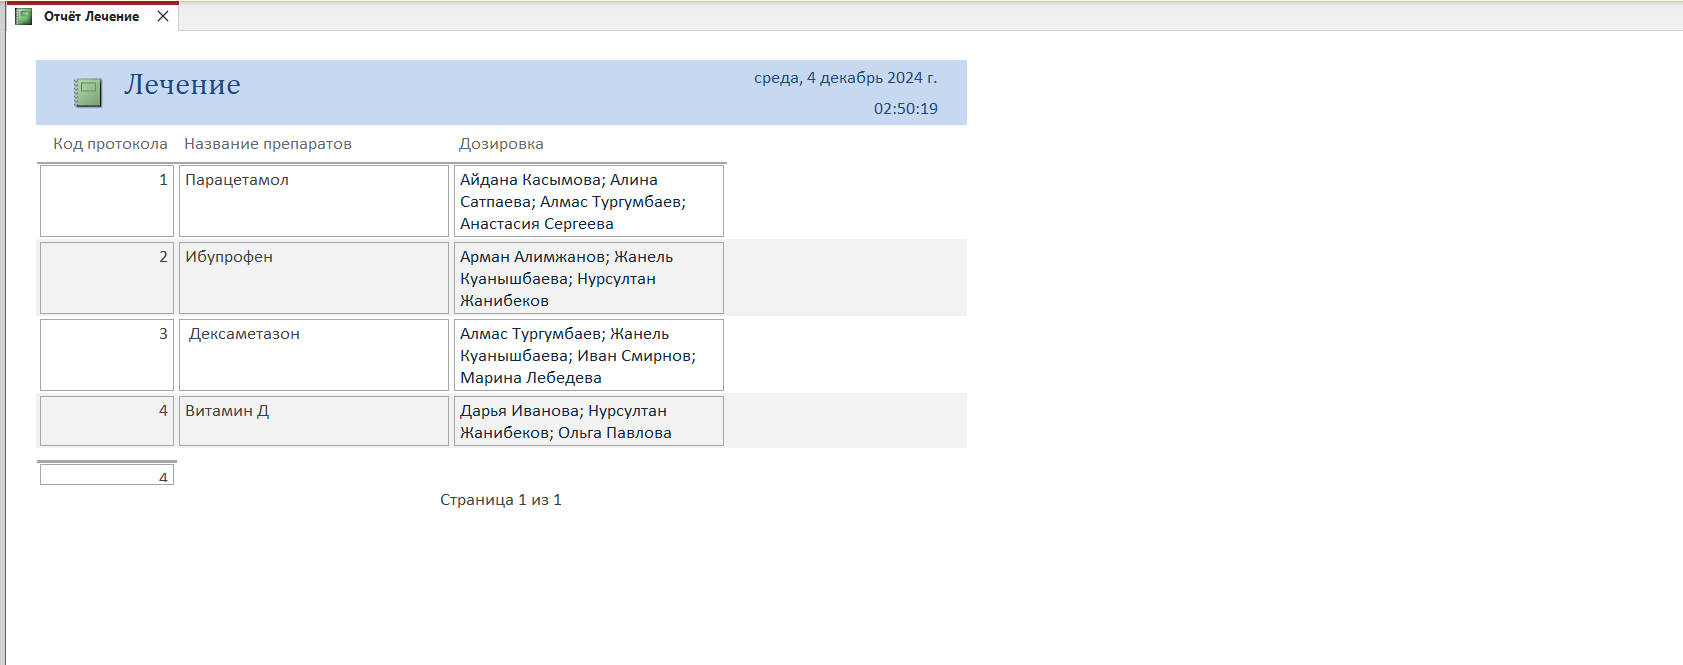 Отчёт Лечение
Лечение
среда, 4 декабрь 2024 г.
02:50:19
Код протокола Название препаратов Дозировка
1 Парацетамол Айдана Касымова; Алина
Сатпаева; Алмас Тургумбаев;
Анастасия Сергеева
2 Ибупрофен Арман Алимжанов; Жанель
Куанышбаева; Нурсултан
Жанибеков
3 Дексаметазон Алмас Тургумбаев; Жанель
Куанышбаева; Иван Смирнов;
Марина Лебедева
4 Витамин Д Дарья Иванова; Нурсултан
Жанибеков; Ольга Павлова
4
Страница 1 из 1